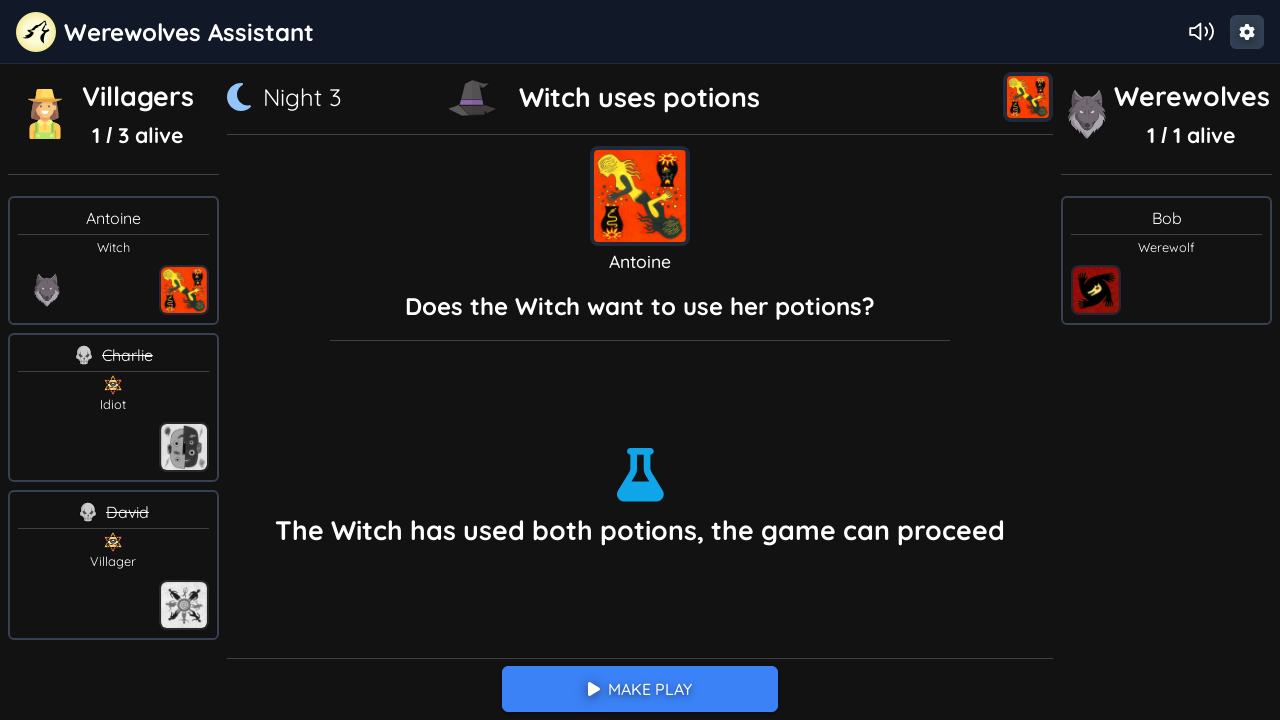 Werewolves Assistant
Villagers
1 / 3 alive
Night 3
Witch uses potions
Werewolves
1 / 1 alive
Antoine
Witch
Charlie
Idiot
David
Villager
Antoine
Does the Witch want to use her potions?
The Witch has used both potions, the game can proceed
MAKE PLAY
Bob
Werewolf